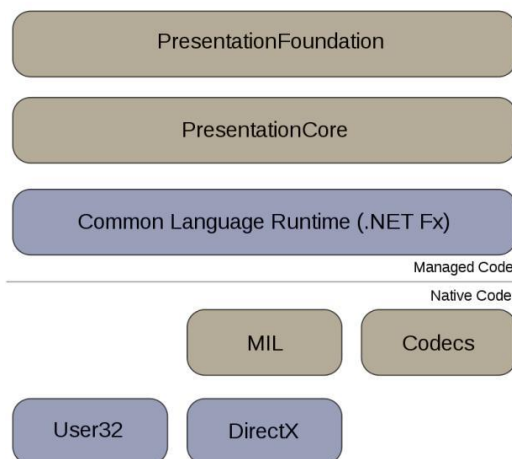 PresentationFoundation
PresentationCore
Common Language Runtime (.NET Fx)
Managed Code
Native Code
MIL
Codecs
User32
DirectX